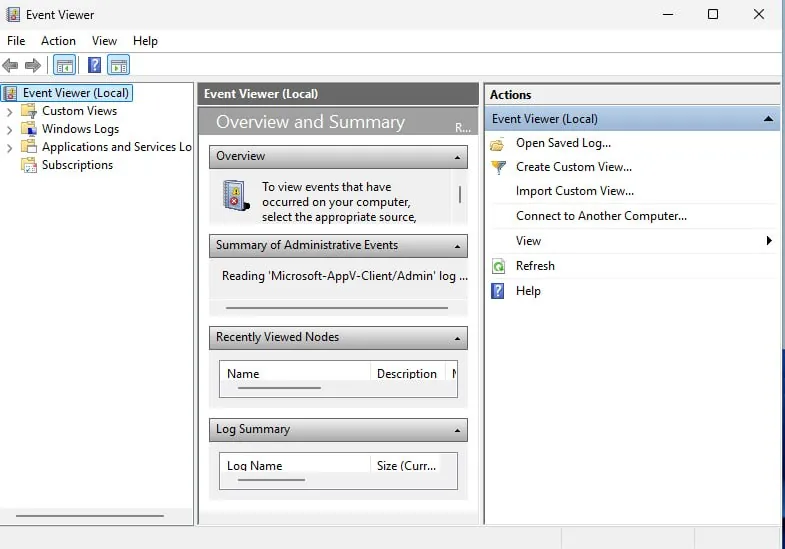 Event Viewer
File Action View Help
Event Viewer (Local)
Custom Views
Windows Logs
Applications and Services Lo
Subscriptions
Event Viewer (Local)
Overview and Summary R...
Overview
To view events that have
occurred on your computer,
select the appropriate source,
Summary of Administrative Events
Reading 'Microsoft-AppV-Client/Admin' log ...
Recently Viewed Nodes
Name Description
Log Summary
Log Name Size (Curr...
Actions
Event Viewer (Local)
Open Saved Log...
Create Custom View...
Import Custom View...
Connect to Another Computer...
View
Refresh
Help